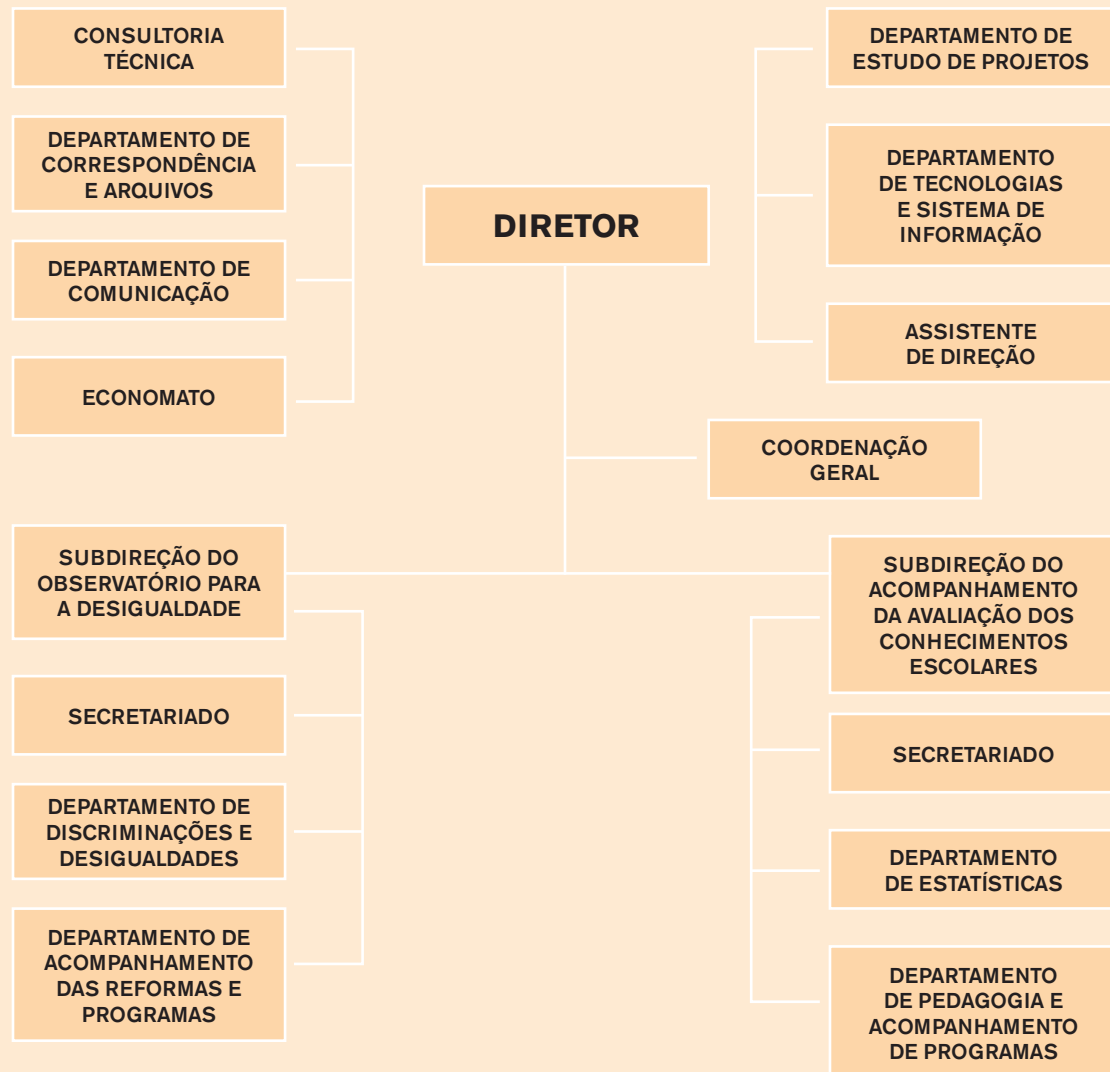 CONSULTORIA
TÉCNICA
DEPARTAMENTO DE
CORRESPONDÊNCIA
E ARQUIVOS
DEPARTAMENTO DE
COMUNICAÇÃO
ECONOMATO
DIRETOR
DEPARTAMENTO DE
ESTUDO DE PROJETOS
DEPARTAMENTO
DE TECNOLOGIAS
E SISTEMA DE
INFORMAÇÃO
ASSISTENTE
DE DIREÇÃO
COORDENAÇÃO
GERAL
SUBDIREÇÃO DO
OBSERVATÓRIO PARA
A DESIGUALDADE
SECRETARIADO
DEPARTAMENTO DE
DISCRIMINAÇÕES E
DESIGUALDADES
DEPARTAMENTO DE
ACOMPANHAMENTO
DAS REFORMAS E
PROGRAMAS
SUBDIREÇÃO DO
ACOMPANHAMENTO
DA AVALIAÇÃO DOS
CONHECIMENTOS
ESCOLARES
SECRETARIADO
DEPARTAMENTO
DE ESTATÍSTICAS
DEPARTAMENTO
DE PEDAGOGIA E
ACOMPANHAMENTO
DE PROGRAMAS